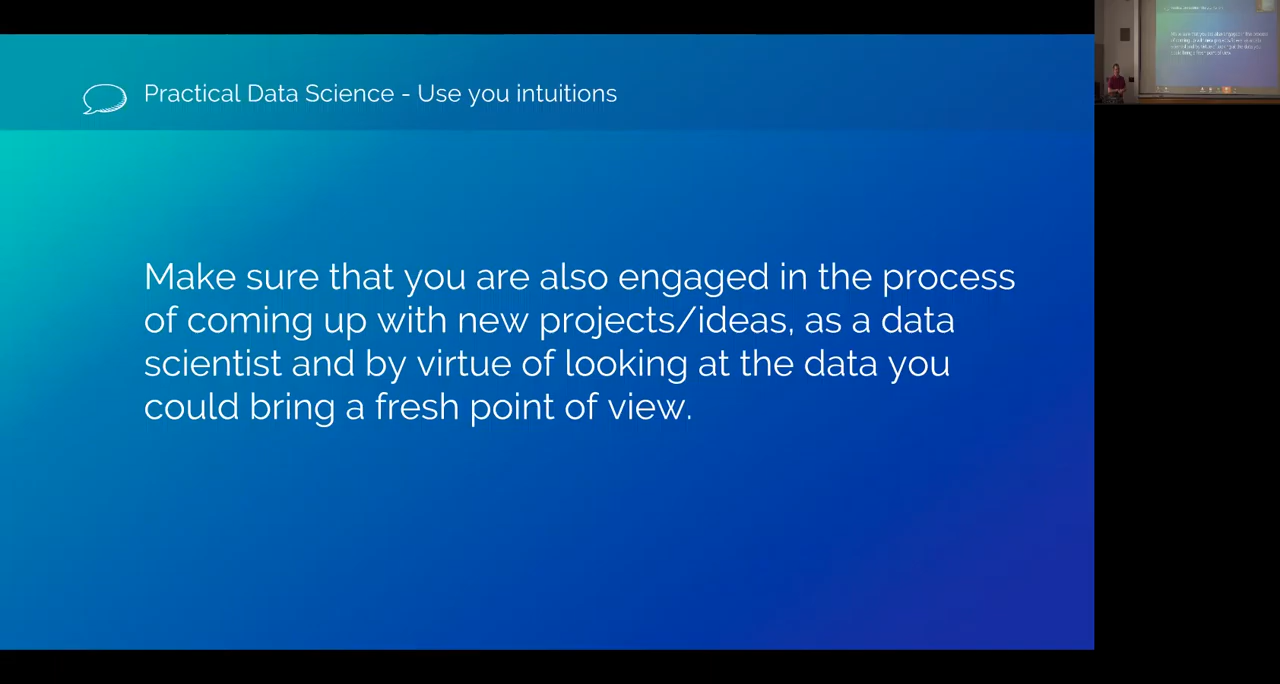 Practical Data Science - Use you intuitions
Make sure that you are also engaged in the process
of coming up with new projects/ideas, as a data
scientist and by virtue of looking at the data you
could bring a fresh point of view.